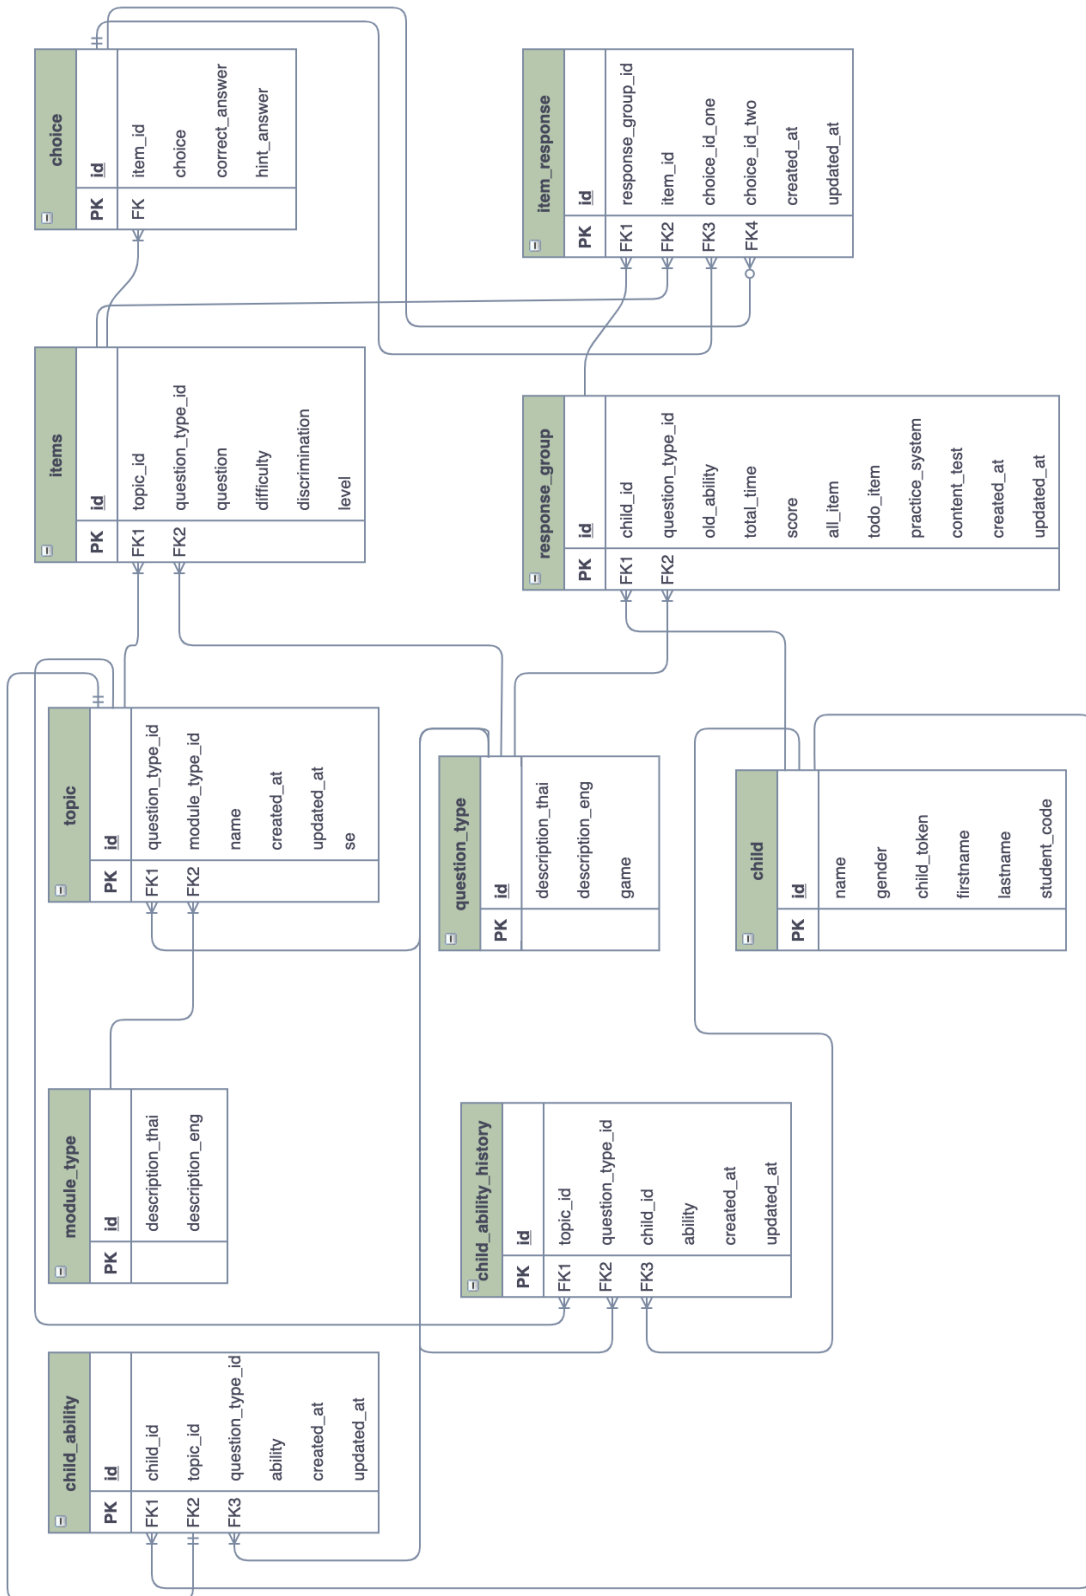 child_ability
PK id
FK1 child_id
FK2 topic_id
FK3 question_type_id
ability
created_at
updated_at
module_type
PK id
description_thai
description_eng
topic
PK id
FK1 question_type_id
FK2 module_type_id
name
created_at
updated_at
se
items
PK id
FK1 topic_id
FK2 question_type_id
question
difficulty
discrimination
level
choice
PK id
FK item_id
choice
correct_answer
hint_answer
child_ability_history
PK id
FK1 topic_id
FK2 question_type_id
FK3 child_id
ability
created_at
updated_at
question_type
PK id
description_thai
description_eng
game
response_group
PK id
FK1 child_id
FK2 question_type_id
old_ability
total_time
score
all_item
todo_item
practice_system
content_test
created_at
updated_at
item_response
PK id
FK1 response_group_id
FK2 item_id
FK3 choice_id_one
FK4 choice_id_two
created_at
updated_at
child
PK id
name
gender
child_token
firstname
lastname
student_code